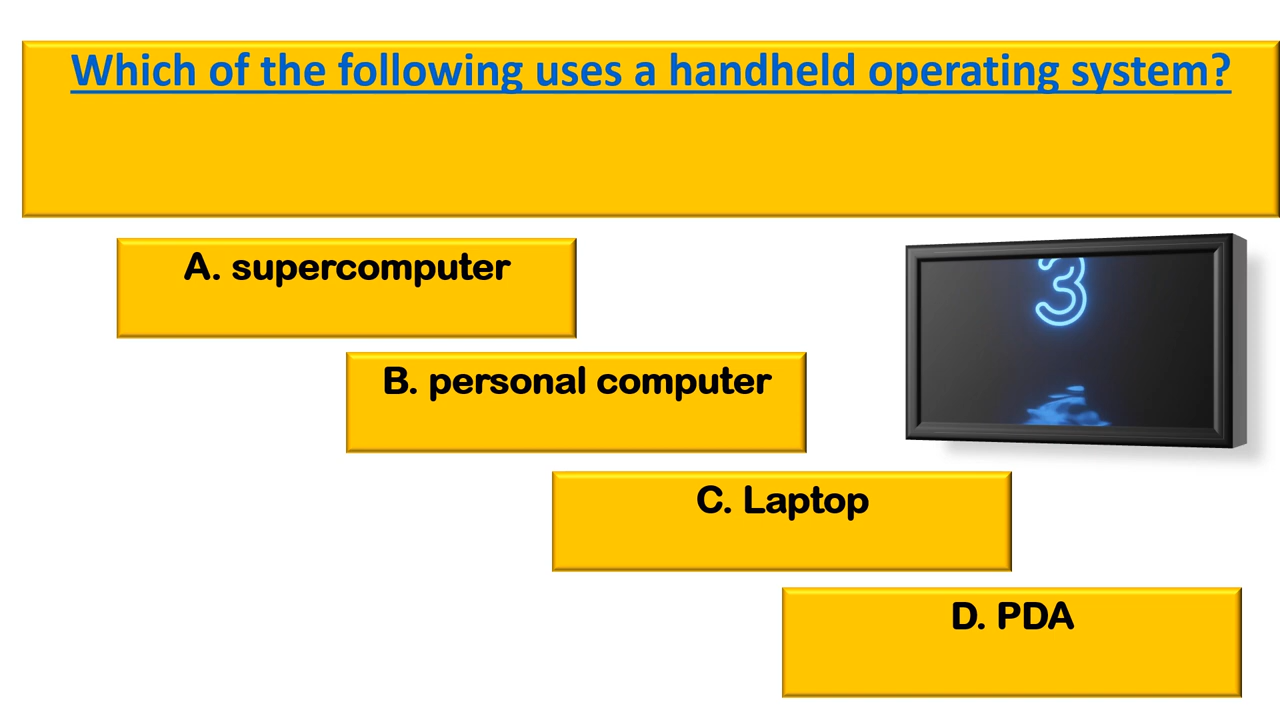 Which of the following uses a handheld operating system?
A. supercomputer
3
B. personal computer
C. Laptop
D. PDA